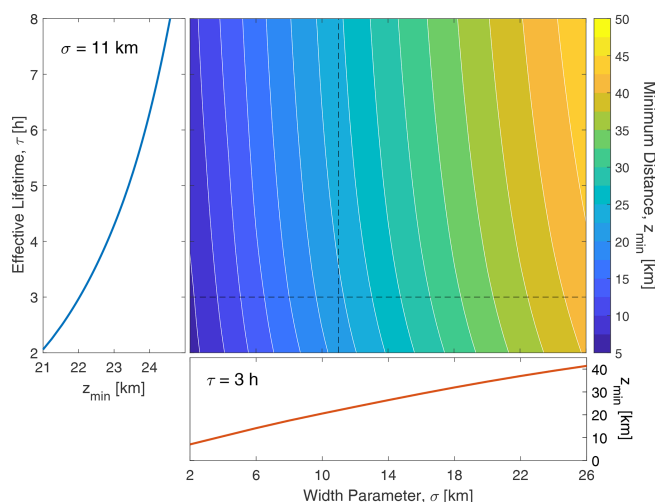 σ = 11 km
8
7
6
5
4
3
2
Effective Lifetime, τ [h]
21 22 23 24
z_min [km]
50
45
40
35
30
25
20
15
10
5
Minimum Distance, z_min [km]
τ = 3 h
40
30
20
10
0
z_min [km]
2 6 10 14 18 22 26
Width Parameter, σ [km]